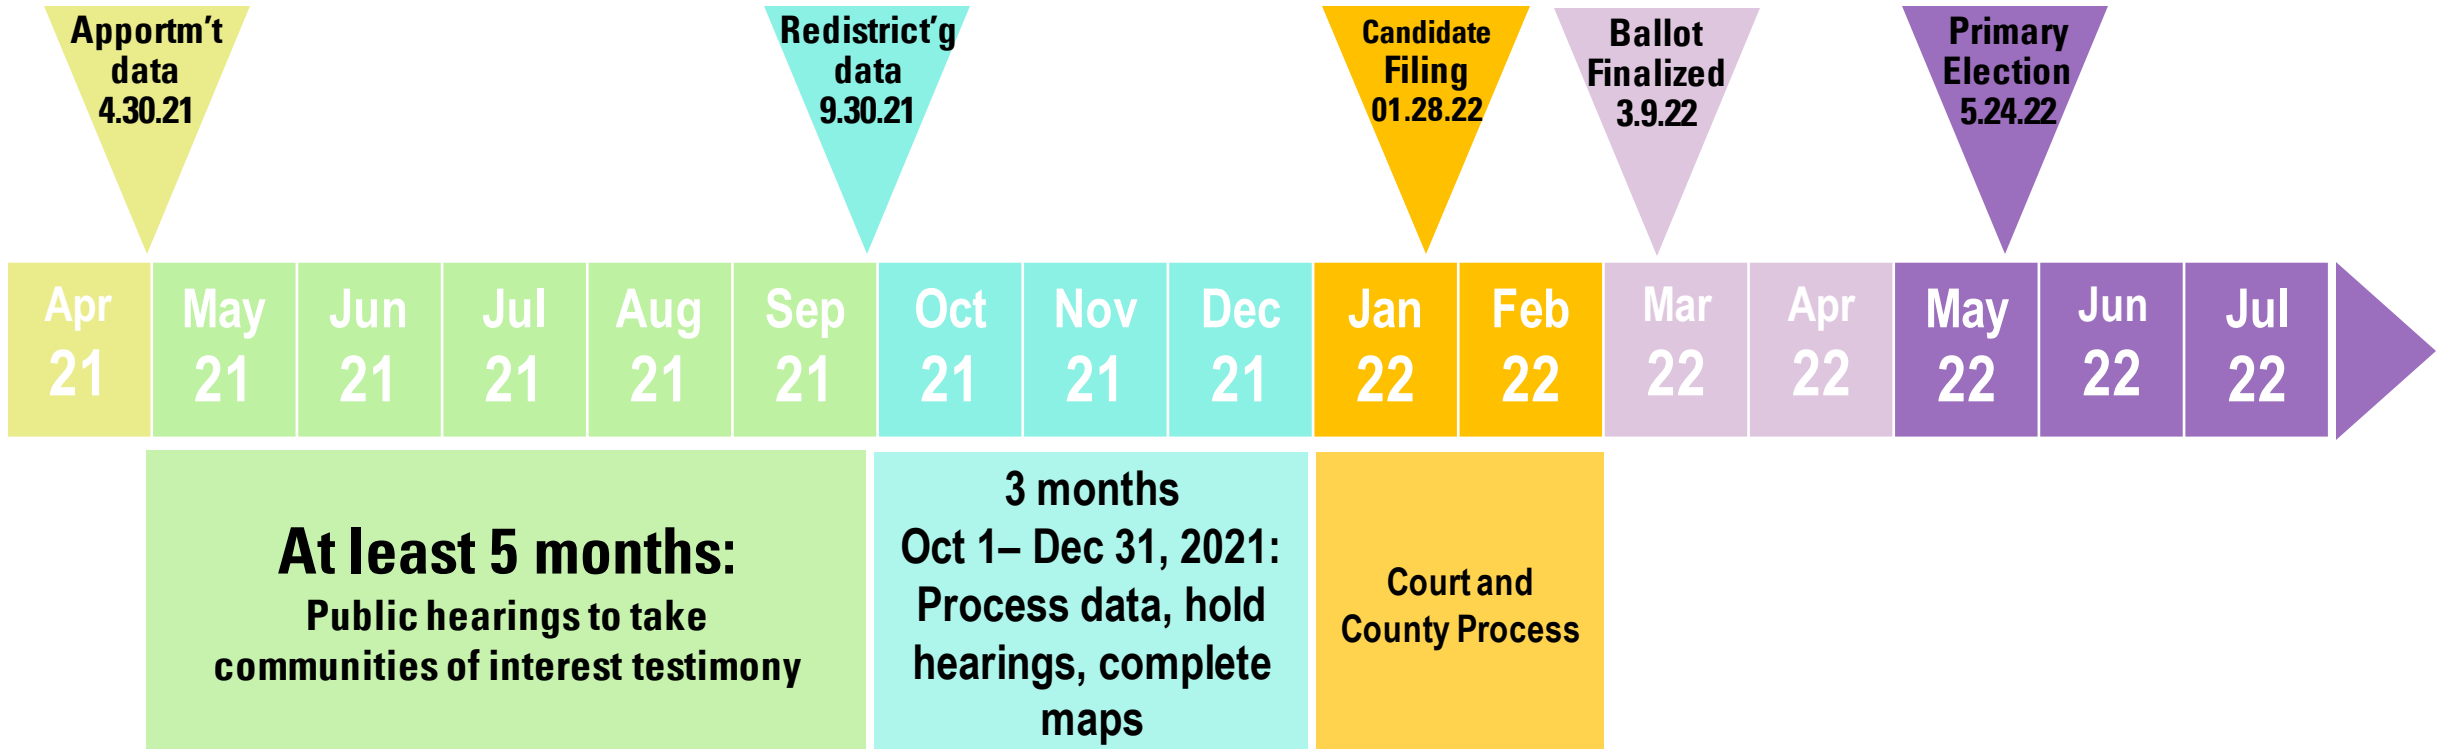 Apportm't
data
4.30.21
Redistrict'g
data
9.30.21
Candidate
Filing
01.28.22
Ballot
Finalized
3.9.22
Primary
Election
5.24.22
Apr
21
May
21
Jun
21
Jul
21
Aug
21
Sep
21
Oct
21
Nov
21
Dec
21
Jan
22
Feb
22
Mar
22
Apr
22
May
22
Jun
22
Jul
22
At least 5 months:
Public hearings to take
communities of interest testimony
3 months
Oct 1– Dec 31, 2021:
Process data, hold
hearings, complete
maps
Court and
County Process